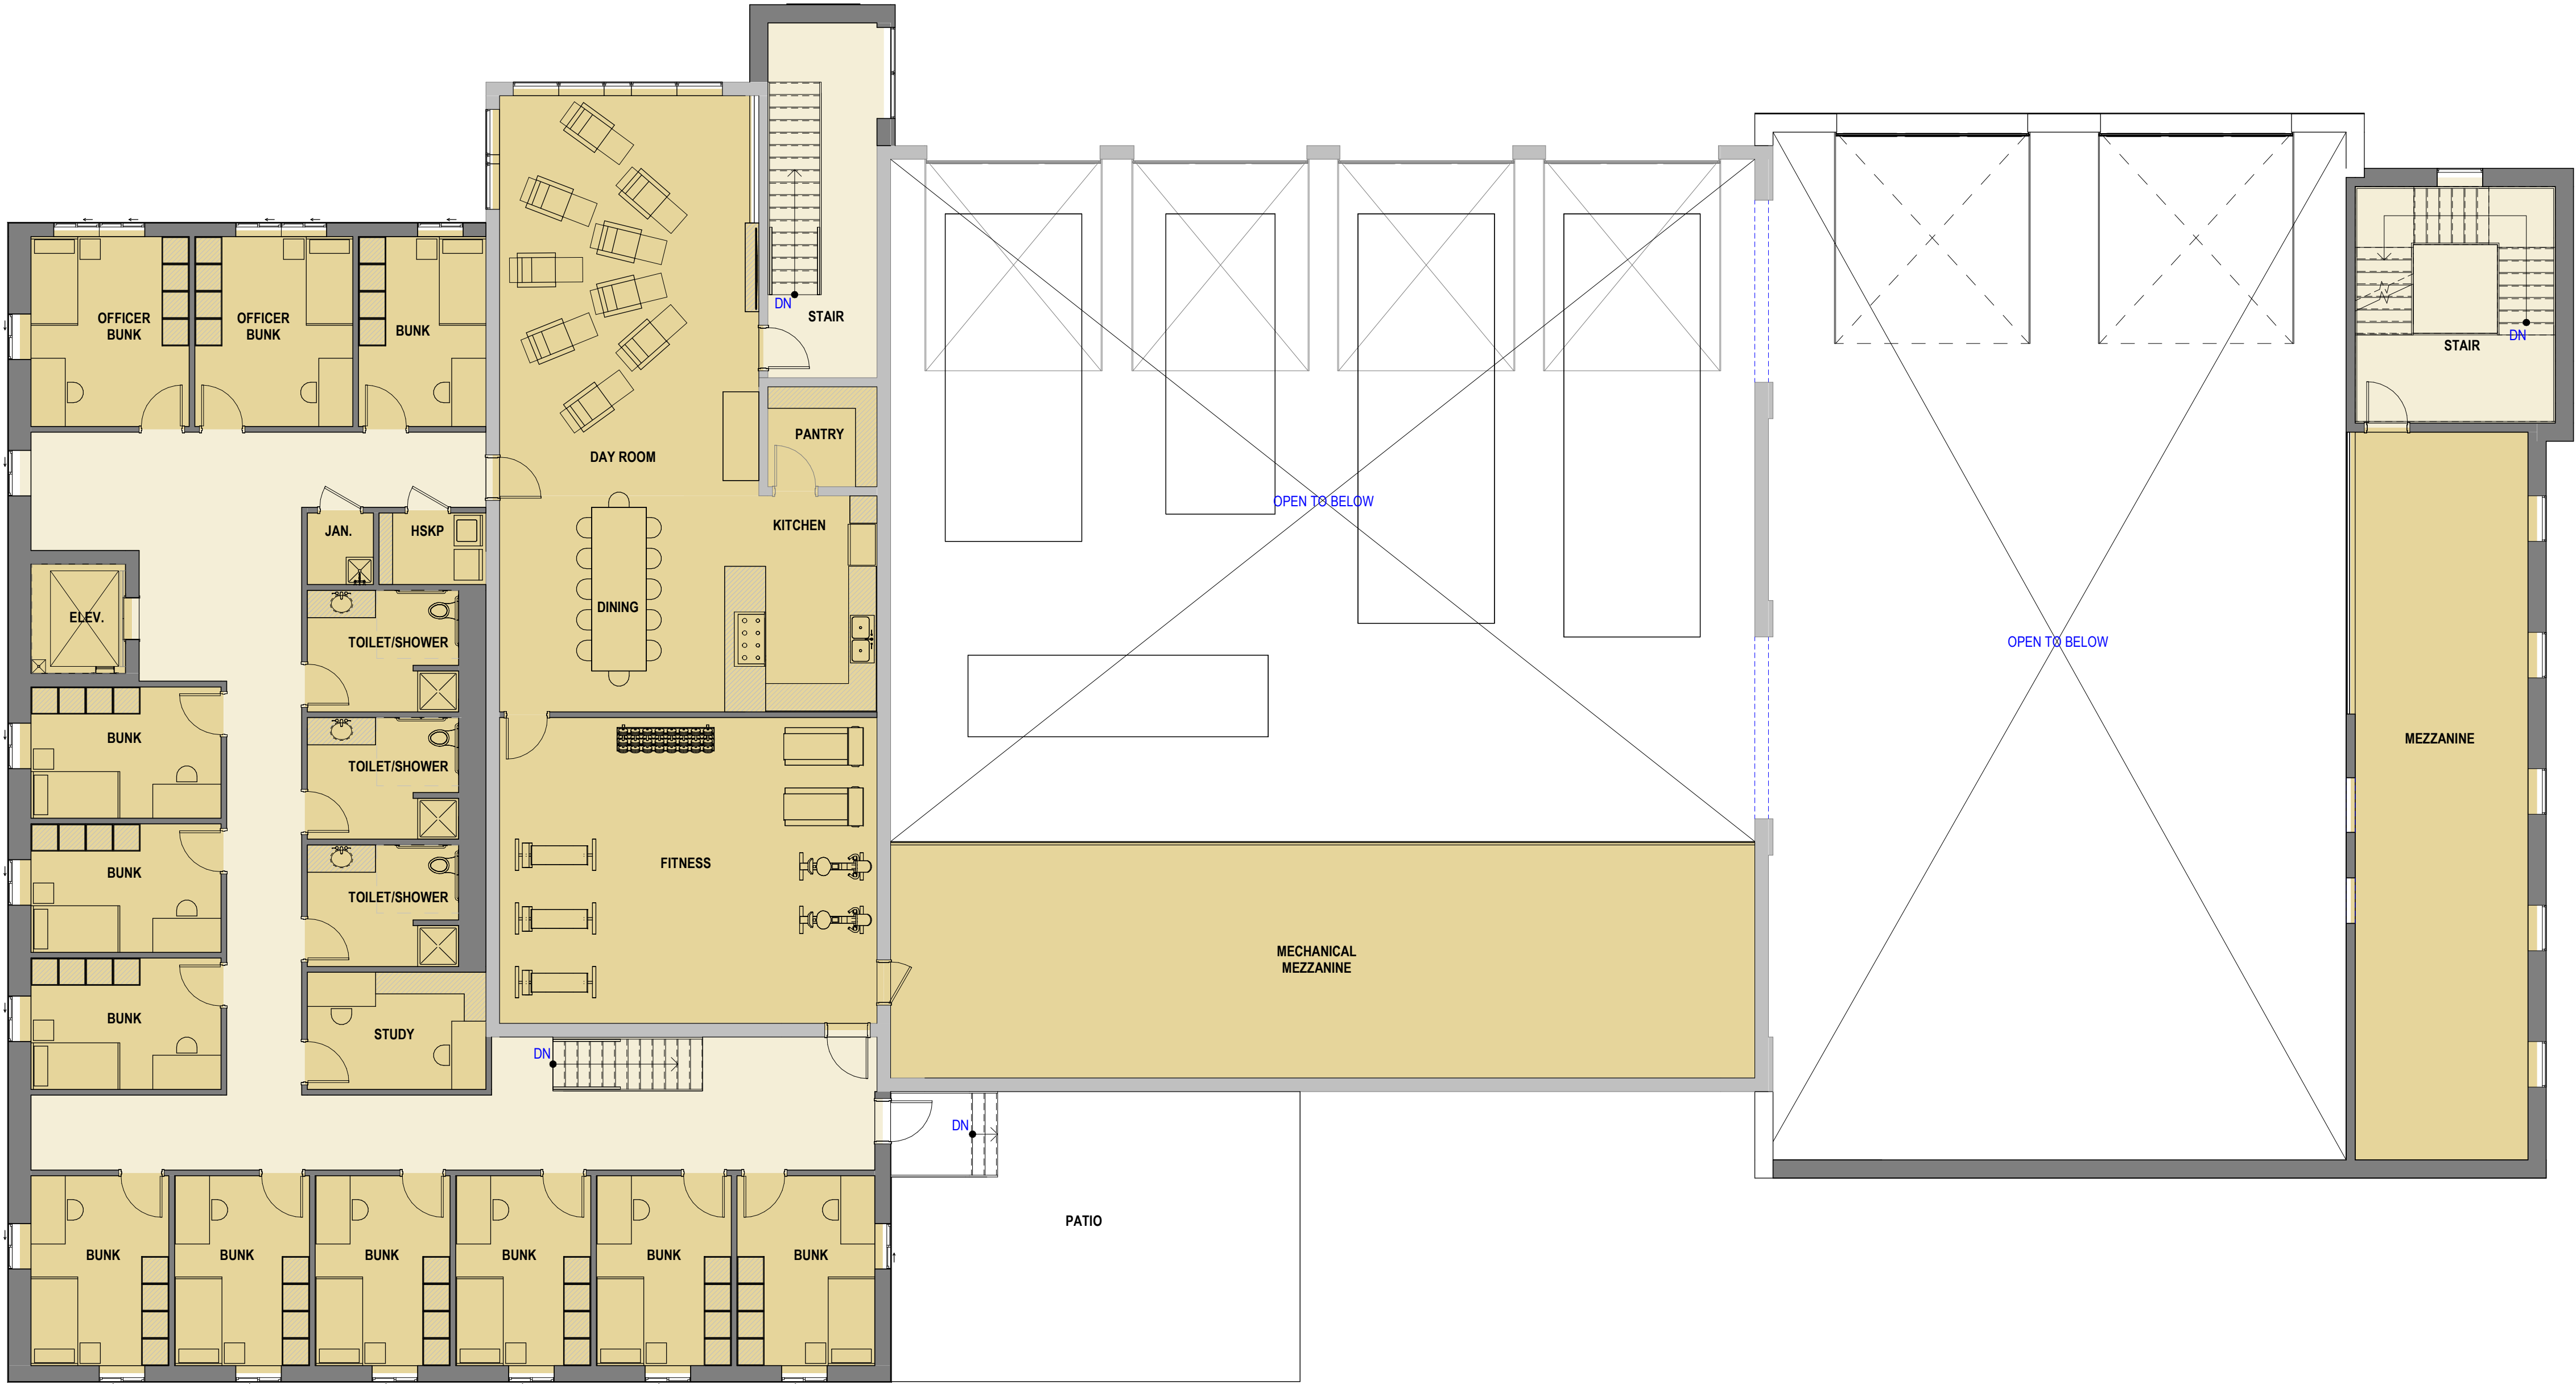 OFFICER
BUNK
OFFICER
BUNK
BUNK
DN
STAIR
DN
STAIR
PANTRY
DAY ROOM
OPEN TO BELOW
KITCHEN
JAN.
HSKP
DINING
ELEV.
TOILET/SHOWER
OPEN TO BELOW
BUNK
TOILET/SHOWER
MEZZANINE
BUNK
FITNESS
TOILET/SHOWER
MECHANICAL
MEZZANINE
BUNK
STUDY
DN
DN
PATIO
BUNK
BUNK
BUNK
BUNK
BUNK
BUNK